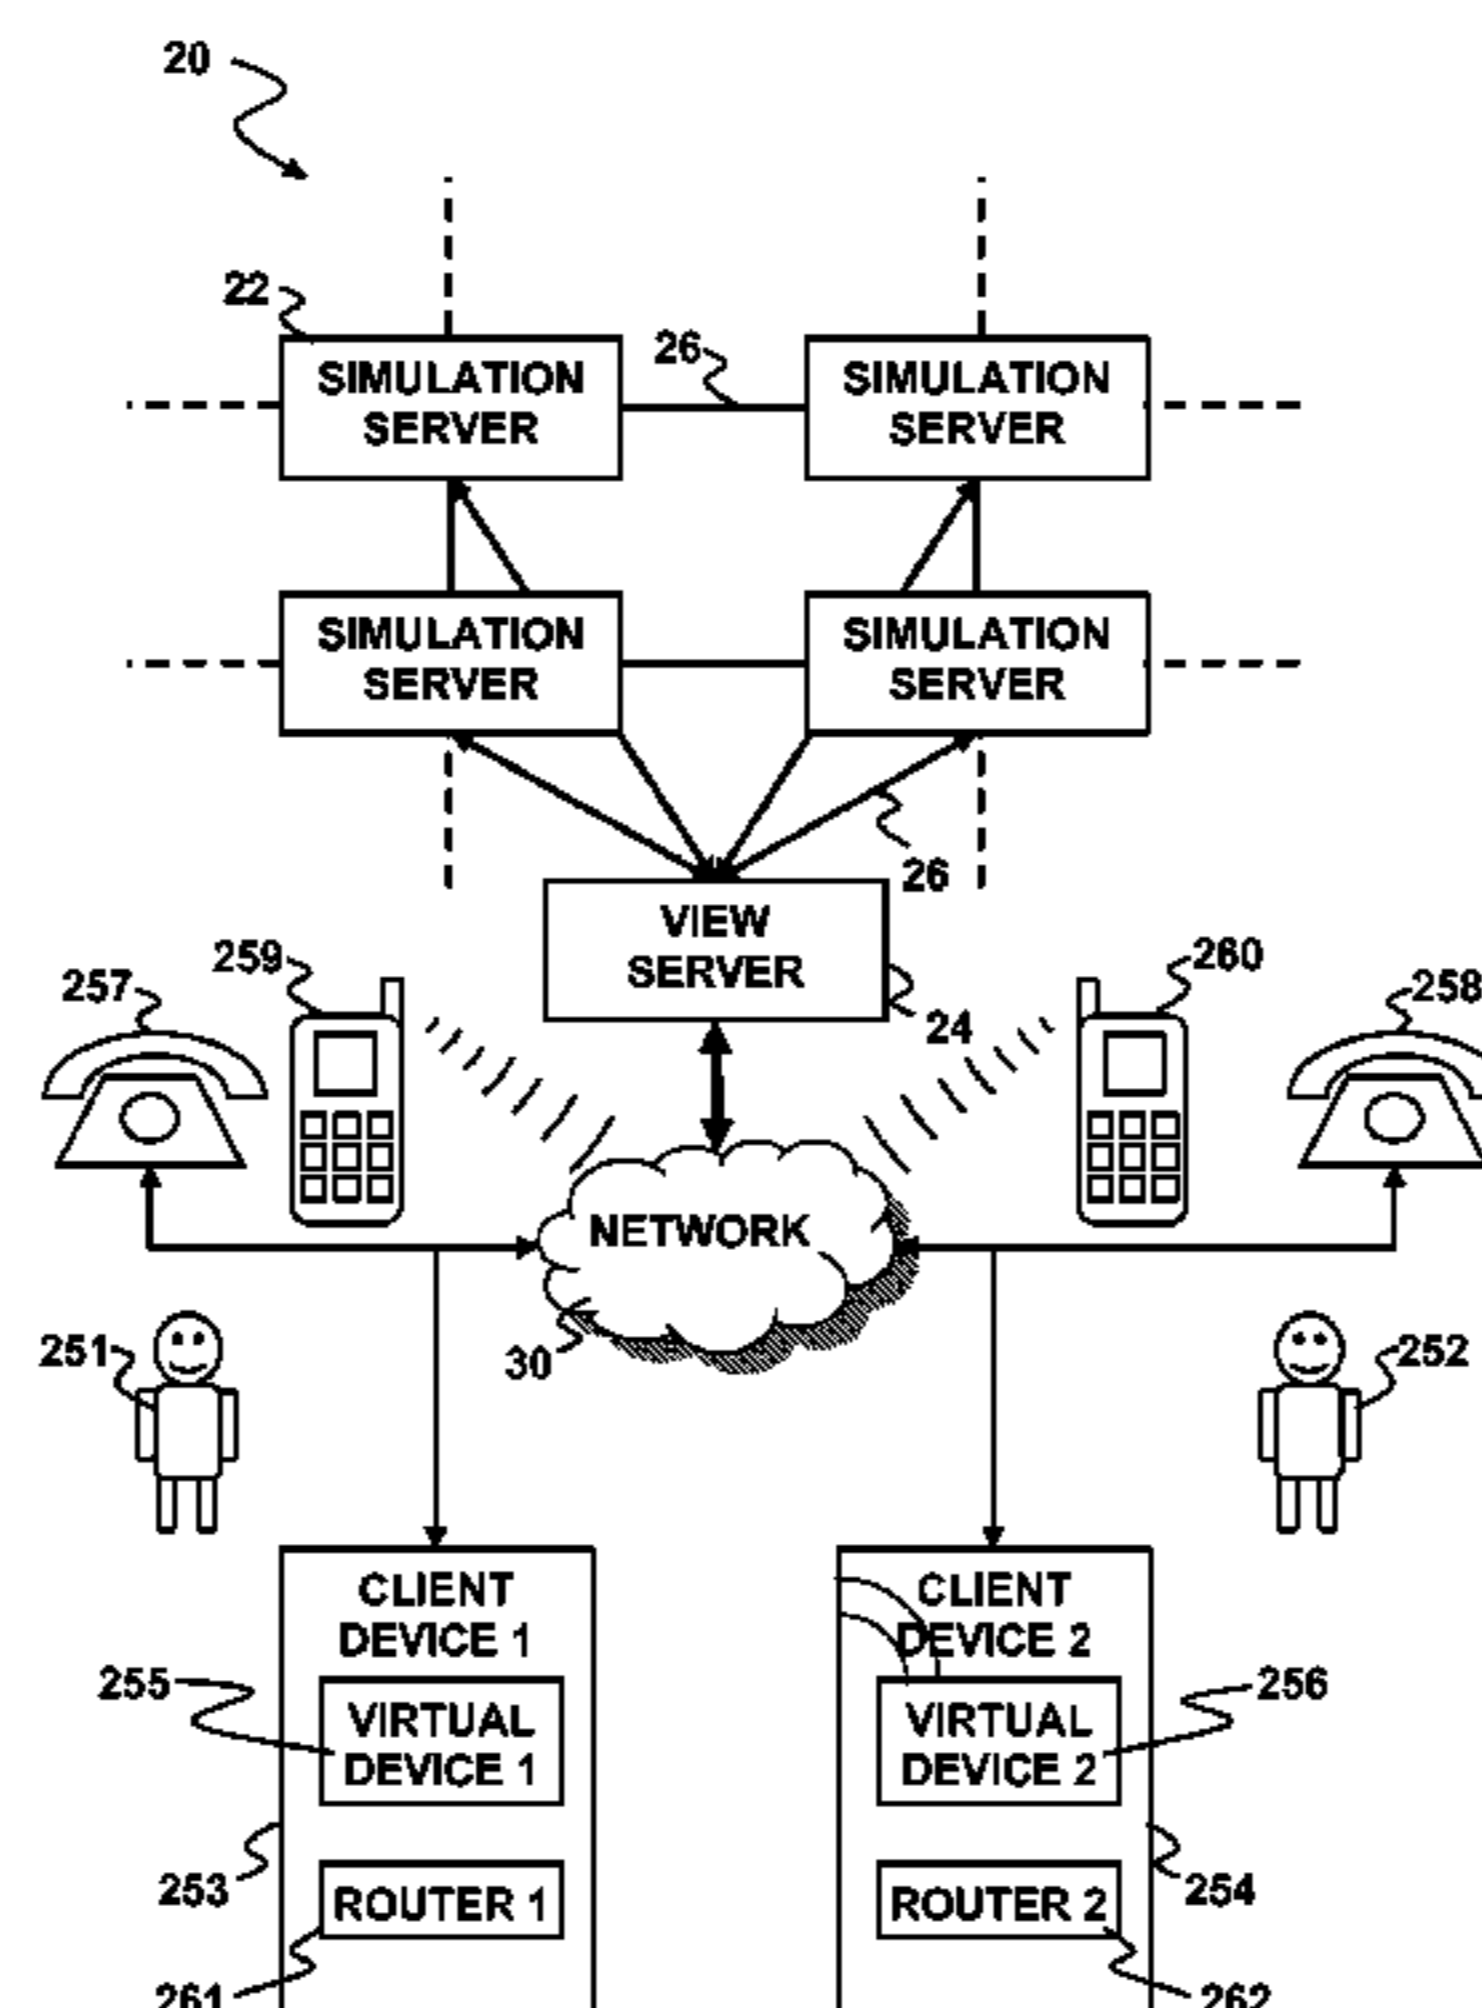 20
22
26
SIMULATION
SERVER
SIMULATION
SERVER
SIMULATION
SERVER
SIMULATION
SERVER
26
VIEW
SERVER
24
259
257
260
258
NETWORK
30
251
252
CLIENT
DEVICE 1
CLIENT
DEVICE 2
255
VIRTUAL
DEVICE 1
VIRTUAL
DEVICE 2
256
253
ROUTER 1
ROUTER 2
254
261
262